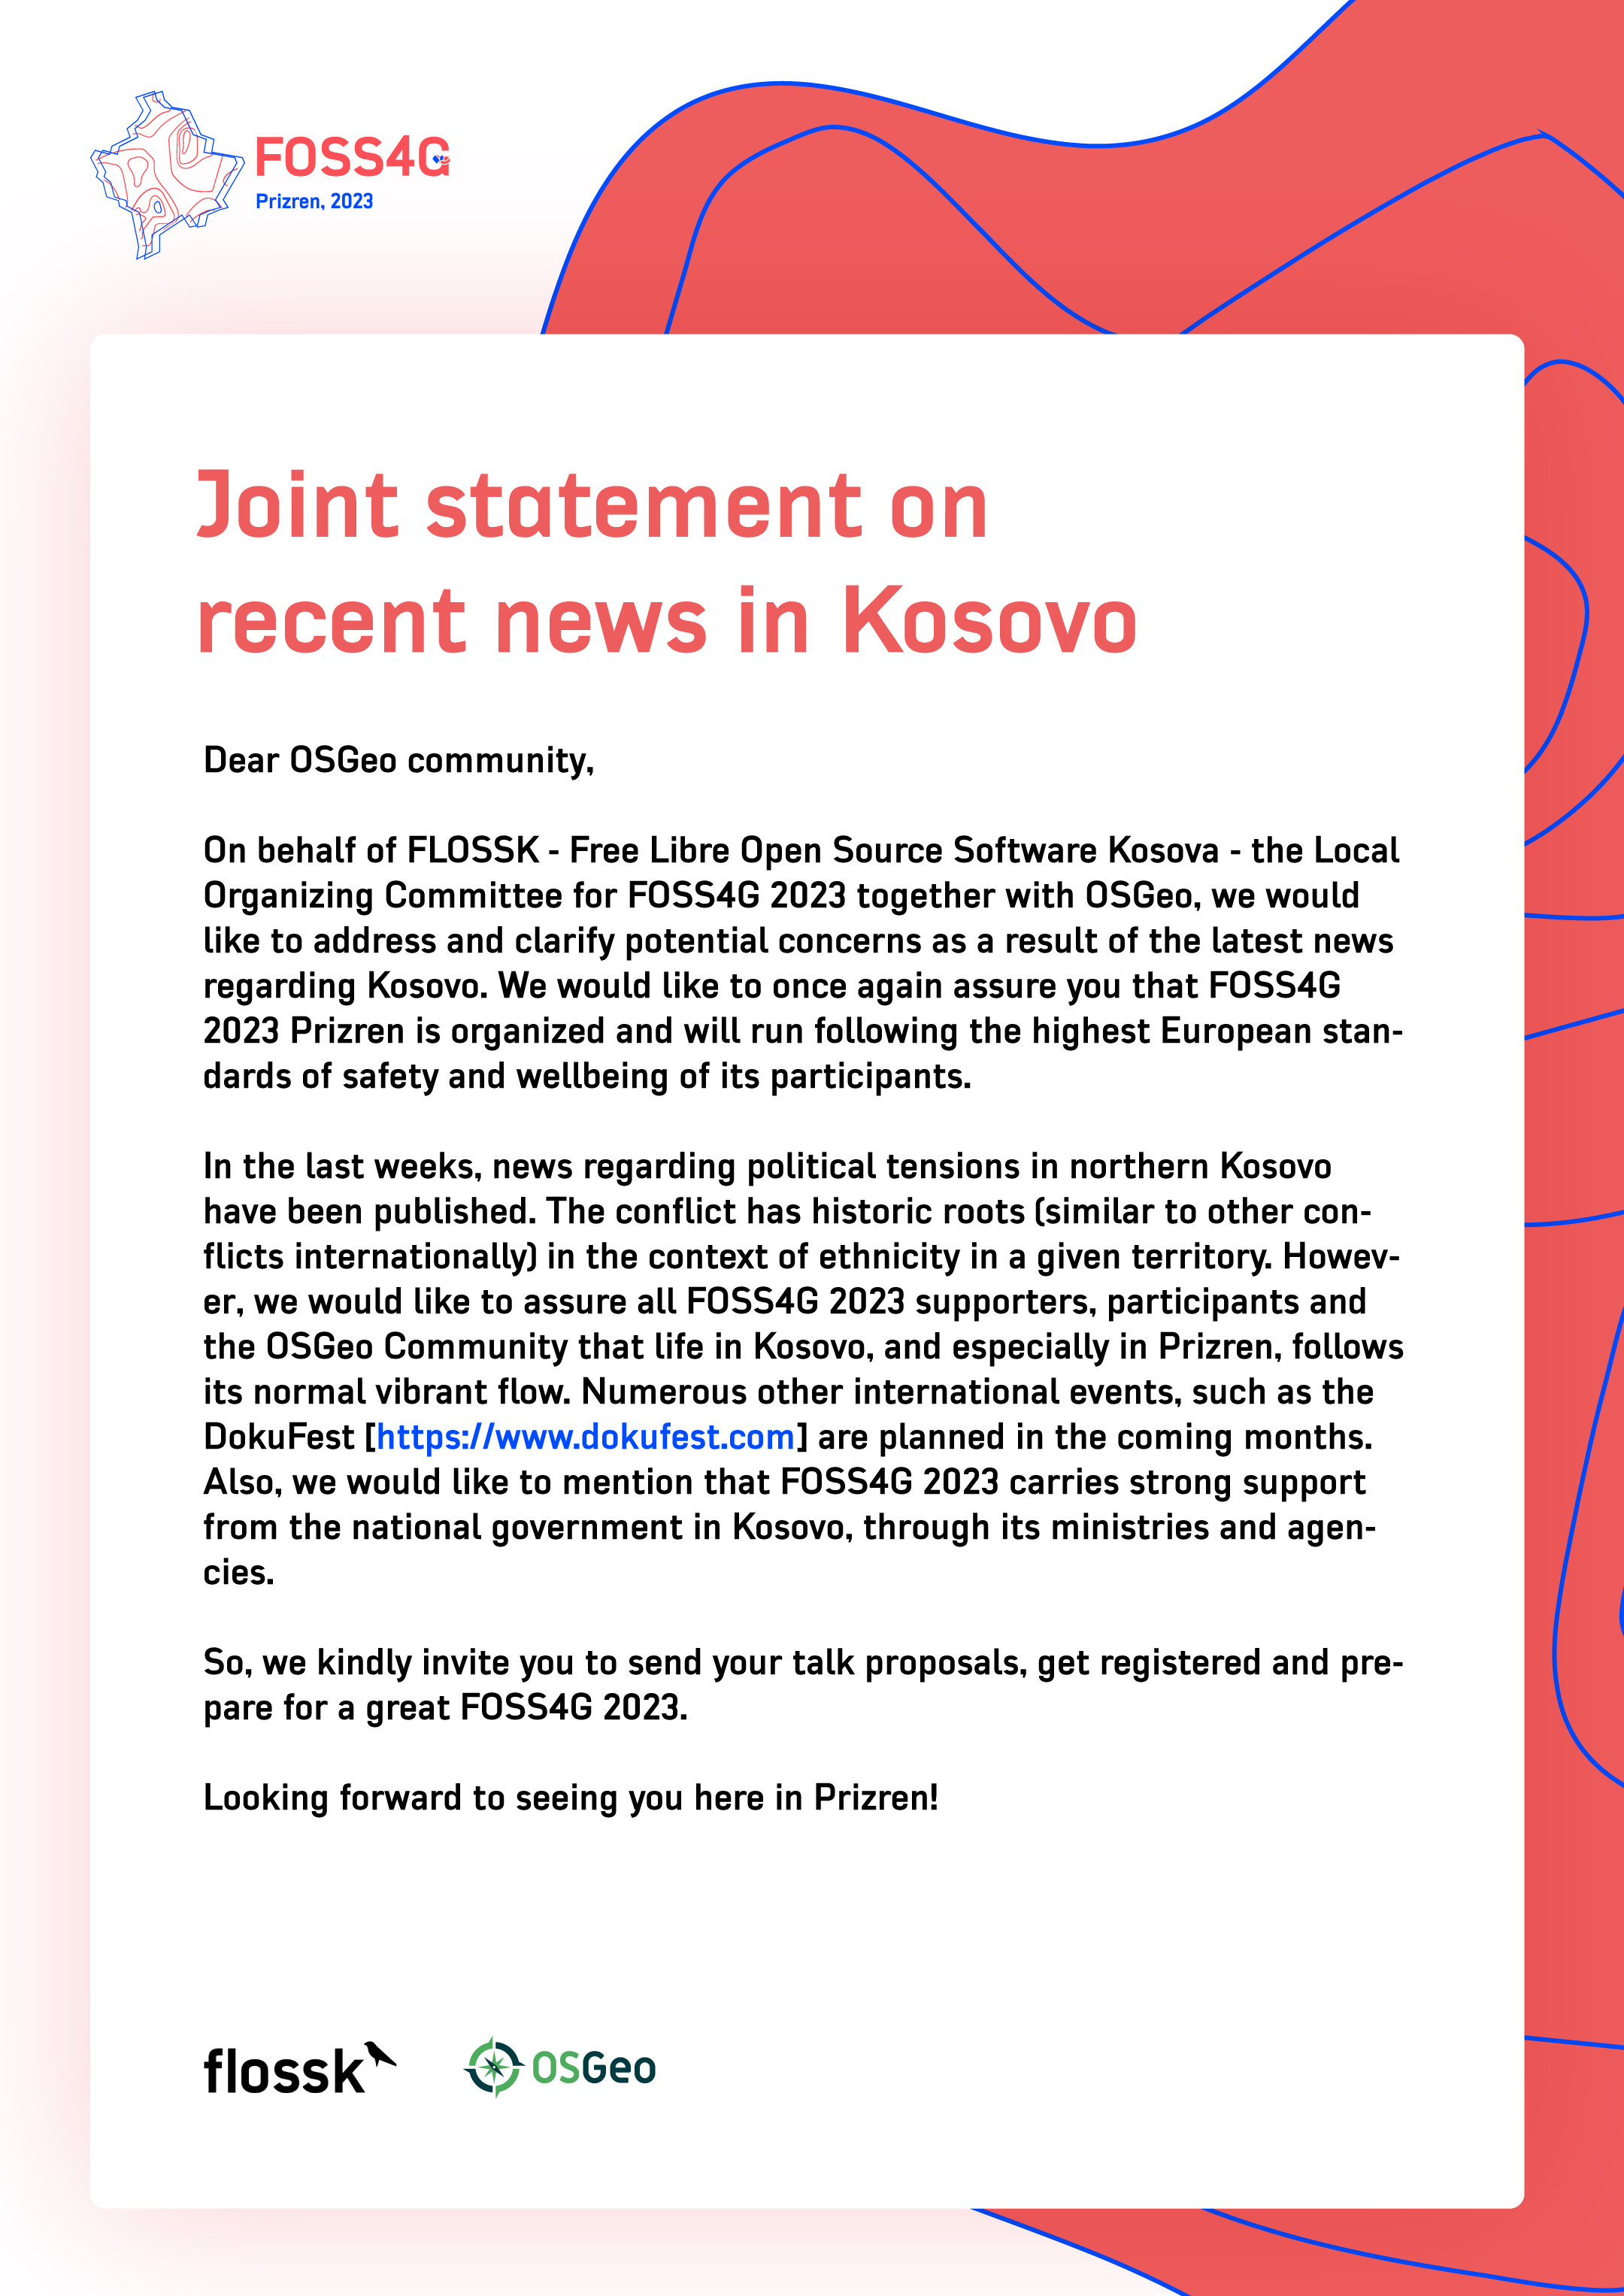 FOSS4G
Prizren, 2023
Joint statement on
recent news in Kosovo
Dear OSGeo community,
On behalf of FLOSSK - Free Libre Open Source Software Kosova - the Local
Organizing Committee for FOSS4G 2023 together with OSGeo, we would
like to address and clarify potential concerns as a result of the latest news
regarding Kosovo. We would like to once again assure you that FOSS4G
2023 Prizren is organized and will run following the highest European stan-
dards of safety and wellbeing of its participants.
In the last weeks, news regarding political tensions in northern Kosovo
have been published. The conflict has historic roots (similar to other con-
flicts internationally) in the context of ethnicity in a given territory. Howev-
er, we would like to assure all FOSS4G 2023 supporters, participants and
the OSGeo Community that life in Kosovo, and especially in Prizren, follows
its normal vibrant flow. Numerous other international events, such as the
DokuFest [https://www.dokufest.com] are planned in the coming months.
Also, we would like to mention that FOSS4G 2023 carries strong support
from the national government in Kosovo, through its ministries and agen-
cies.
So, we kindly invite you to send your talk proposals, get registered and pre-
pare for a great FOSS4G 2023.
Looking forward to seeing you here in Prizren!
flossk
OSGeo